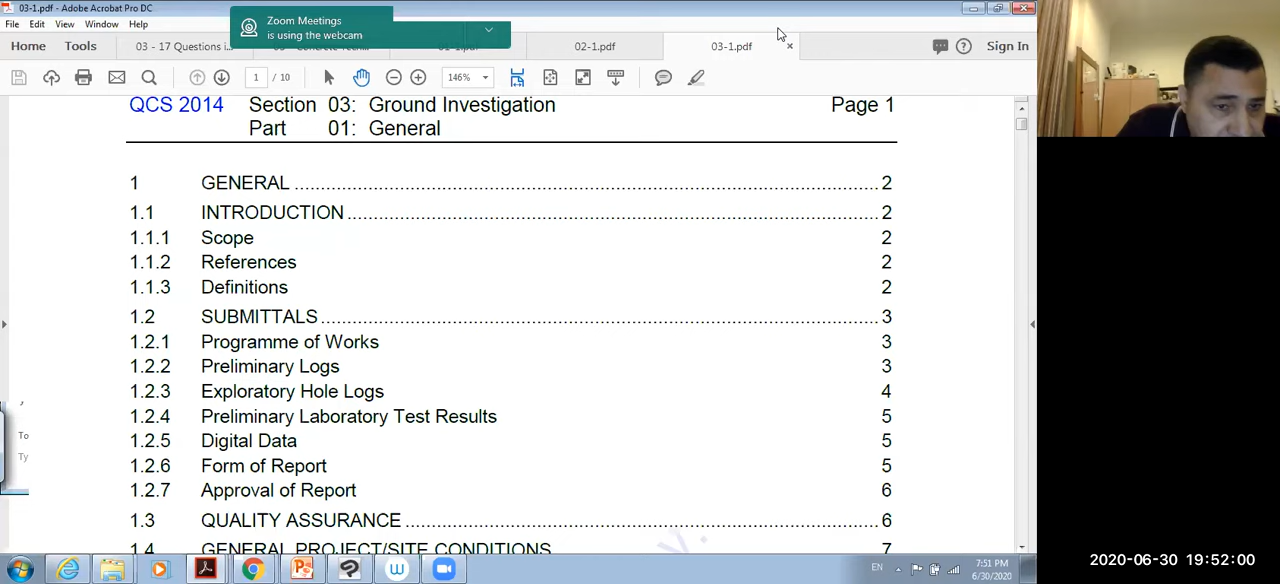 03-1.pdf - Adobe Acrobat Pro DC
File Edit View Window Help
Zoom Meetings
is using the webcam
Home Tools 03 - 17 Questions i... 02-1.pdf 03-1.pdf × Sign In
1 / 10 146%
QCS 2014 Section 03: Ground Investigation Page 1
Part 01: General
1 GENERAL 2
1.1 INTRODUCTION 2
1.1.1 Scope 2
1.1.2 References 2
1.1.3 Definitions 2
1.2 SUBMITTALS 3
1.2.1 Programme of Works 3
1.2.2 Preliminary Logs 3
1.2.3 Exploratory Hole Logs 4
1.2.4 Preliminary Laboratory Test Results 5
1.2.5 Digital Data 5
1.2.6 Form of Report 5
1.2.7 Approval of Report 6
1.3 QUALITY ASSURANCE 6
1.4 GENERAL PROJECT/SITE CONDITIONS 7
To
Ty
EN 7:51 PM
6/30/2020
2020-06-30 19:52:00